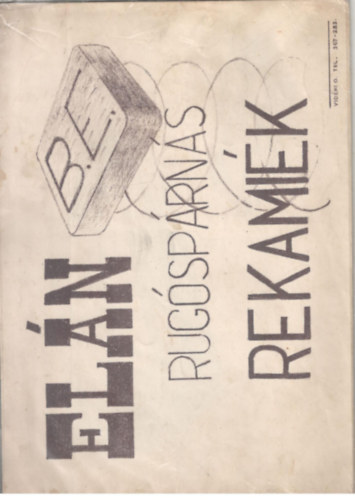 B.E.
ELÁN
RUGÓSPÁRNÁS
REKAMIÉK